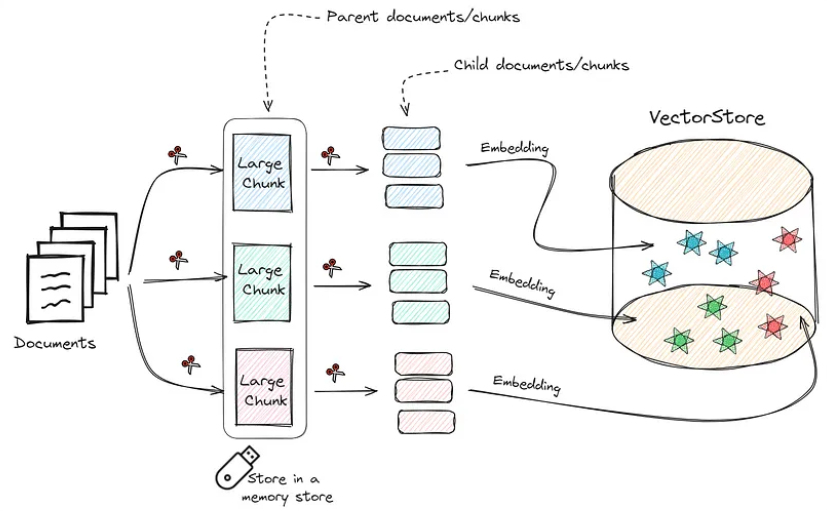 Parent documents/chunks
Child documents/chunks
VectorStore
Embedding
Large
Chunk
Large
Chunk
Embedding
Documents
Large
Chunk
Embedding
Store in a
memory store